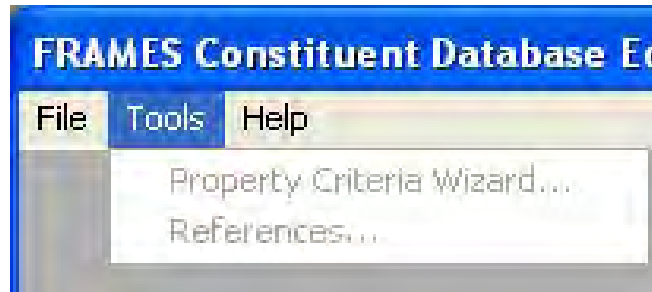 FRAMES Constituent Database
File Tools Help
Property Criteria Wizard...
References...